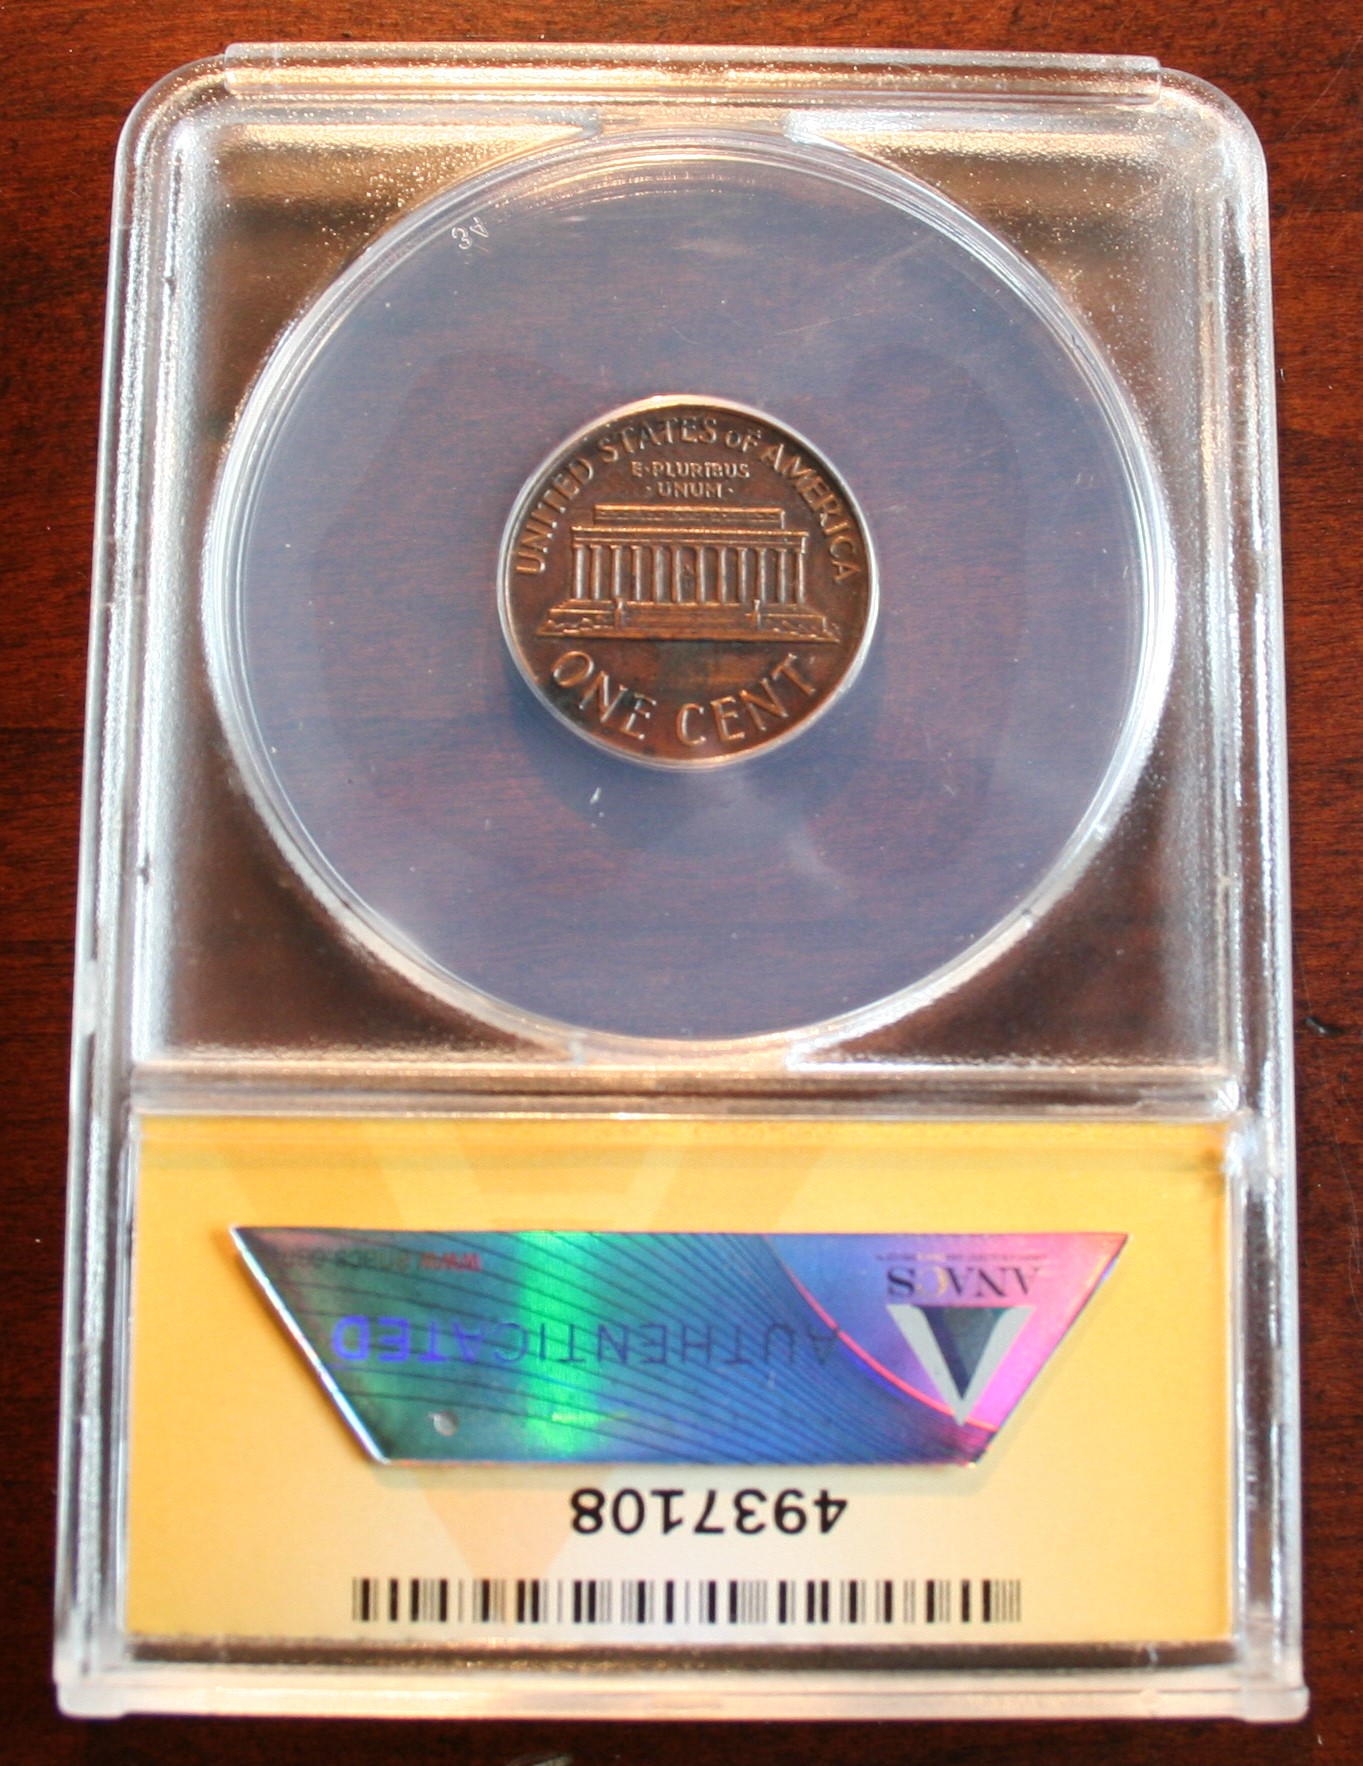 UNITED STATES OF AMERICA
E·PLURIBUS
·UNUM·
ONE CENT
ANACS
AUTHENTICATED
4937108